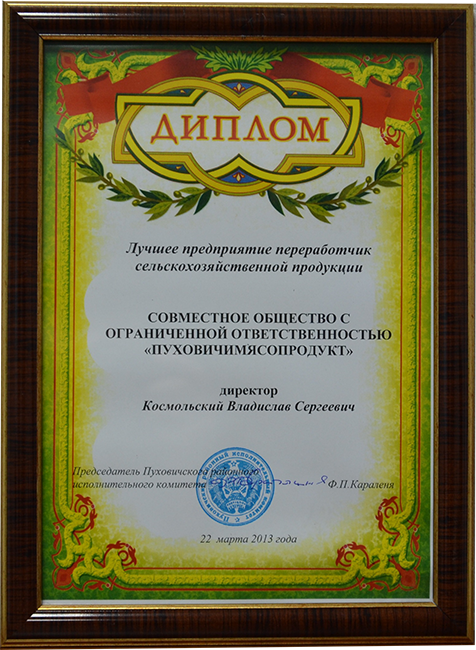 ДИПЛОМ
Лучшее предприятие переработчик
сельскохозяйственной продукции
СОВМЕСТНОЕ ОБЩЕСТВО С
ОГРАНИЧЕННОЙ ОТВЕТСТВЕННОСТЬЮ
«ПУХОВИЧИМЯСОПРОДУКТ»
директор
Космольский Владислав Сергеевич
Председатель Пуховичского районного
исполнительного комитета Ф.П.Караленя
22 марта 2013 года